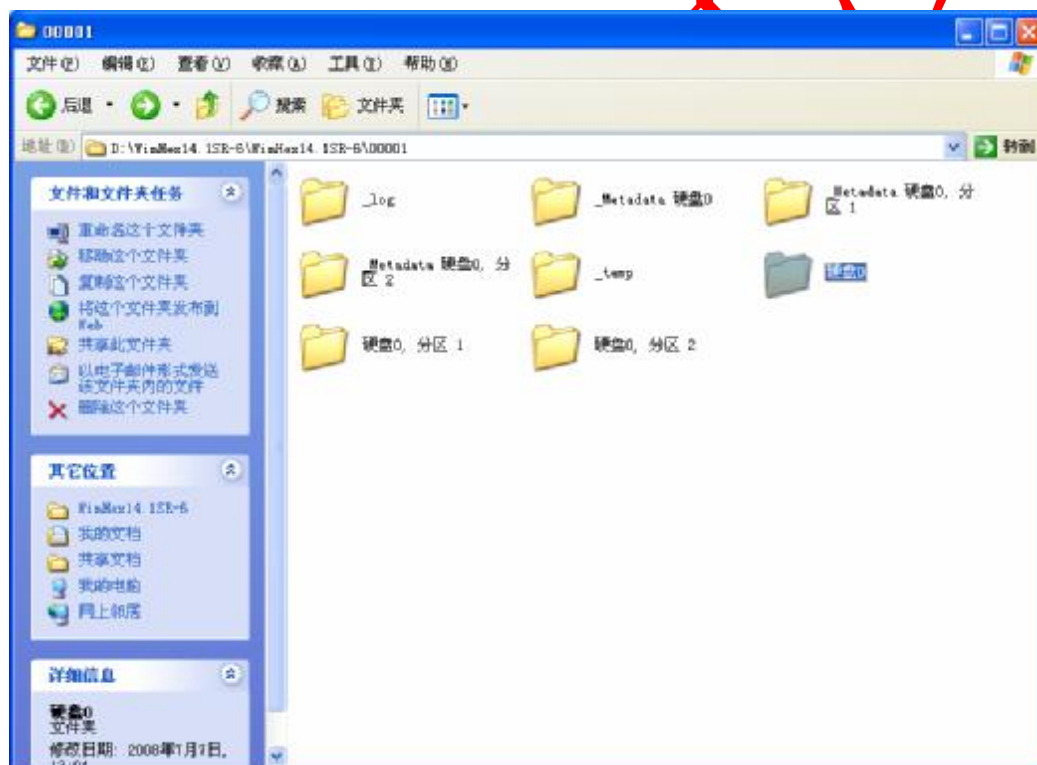 00001
文件(F) 编辑(E) 查看(V) 收藏(A) 工具(T) 帮助(H)
后退 搜索 文件夹
地址(D) D:\WinHex14.1SR-6\WinHex14.1SR-6\00001 转到
文件和文件夹任务
重命名这个文件夹
移动这个文件夹
复制这个文件夹
将这个文件夹发布到
Web
共享此文件夹
以电子邮件形式发送
该文件夹内的文件
删除这个文件夹
其它位置
WinHex14.1SR-6
我的文档
共享文档
我的电脑
网上邻居
详细信息
硬盘0
文件夹
修改日期: 2008年7月7日,
_log
_Metadata 硬盘0
_Metadata 硬盘0, 分
区 1
_Metadata 硬盘0, 分
区 2
_temp
硬盘0
硬盘0, 分区 1
硬盘0, 分区 2